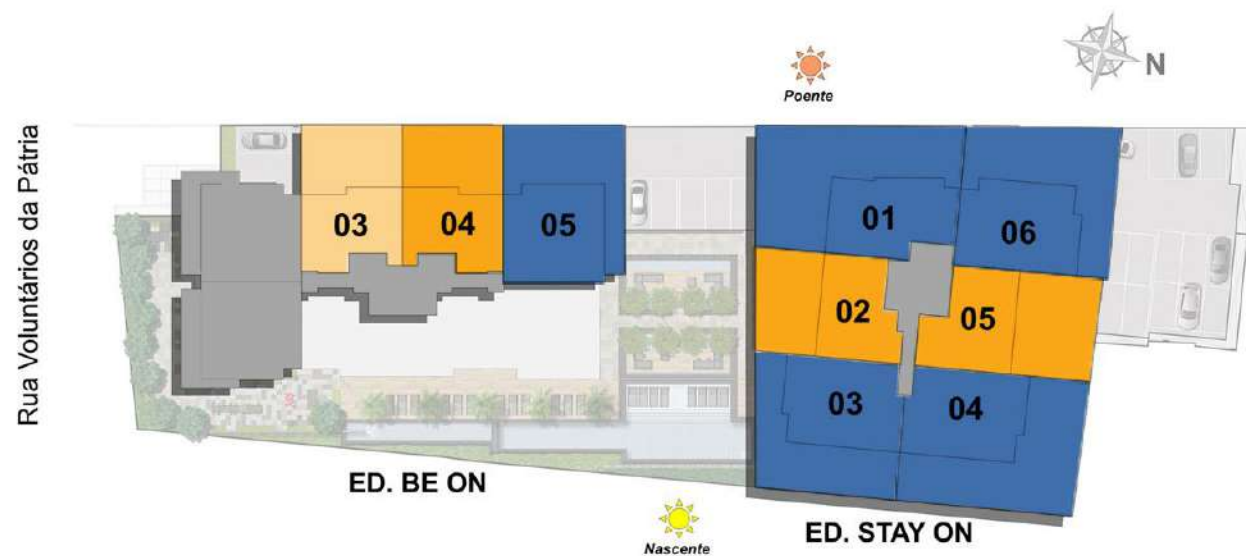 Poente
N
Rua Voluntários da Pátria
03 04 05
01 06
02 05
03 04
ED. BE ON
Nascente
ED. STAY ON